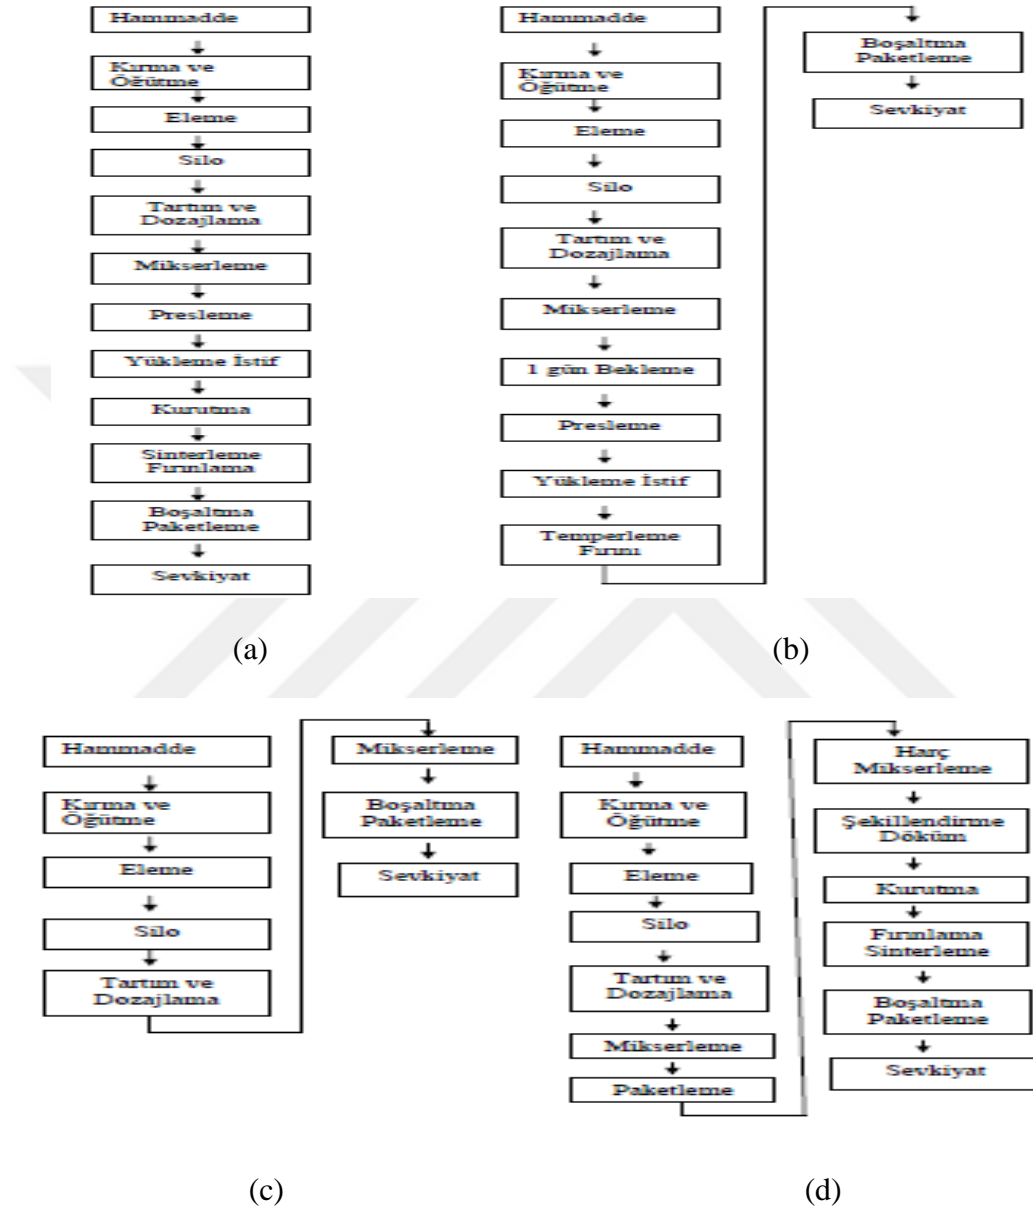 Hammadde
Kırma ve
Öğütme
Eleme
Silo
Tartım ve
Dozajlama
Mikserleme
Presleme
Yükleme İstif
Kurutma
Sinterleme
Fırınlama
Boşaltma
Paketleme
Sevkiyat
(a)
Hammadde
Kırma ve
Öğütme
Eleme
Silo
Tartım ve
Dozajlama
Mikserleme
1 gün Bekleme
Presleme
Yükleme İstif
Temperleme
Fırını
Boşaltma
Paketleme
Sevkiyat
(b)
Hammadde
Kırma ve
Öğütme
Eleme
Silo
Tartım ve
Dozajlama
Mikserleme
Boşaltma
Paketleme
Sevkiyat
(c)
Hammadde
Kırma ve
Öğütme
Eleme
Silo
Tartım ve
Dozajlama
Mikserleme
Paketleme
Harç
Mikserleme
Şekillendirme
Döküm
Kurutma
Fırınlama
Sinterleme
Boşaltma
Paketleme
Sevkiyat
(d)